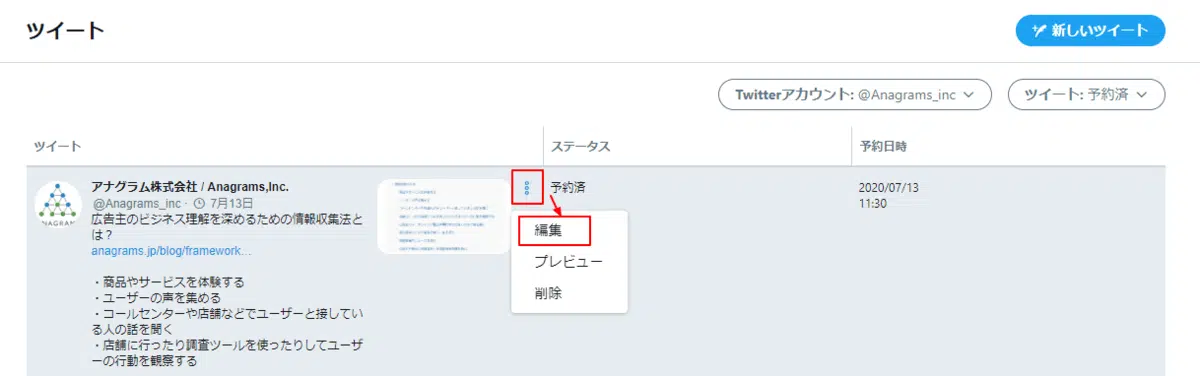 ツイート
新しいツイート
Twitterアカウント: @Anagrams_inc
ツイート: 予約済
ツイート
ステータス
予約日時
アナグラム株式会社 / Anagrams,Inc.
@Anagrams_inc · 7月13日
広告主のビジネス理解を深めるための情報収集法と
は？
anagrams.jp/blog/framework...
・商品やサービスを体験する
・ユーザーの声を集める
・コールセンターや店舗などでユーザーと接してい
る人の話を聞く
・店舗に行ったり調査ツールを使ったりしてユーザ
ーの行動を観察する
予約済
編集
プレビュー
削除
2020/07/13
11:30